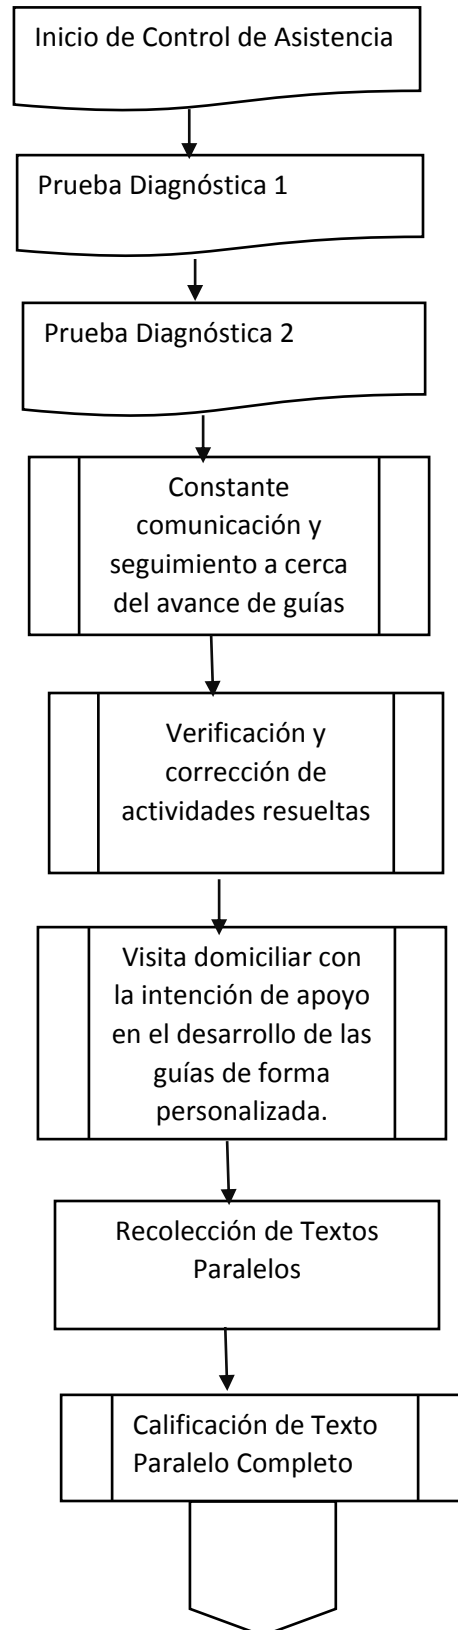 Inicio de Control de Asistencia
Prueba Diagnóstica 1
Prueba Diagnóstica 2
Constante
comunicación y
seguimiento a cerca
del avance de guías
Verificación y
corrección de
actividades resueltas
Visita domiciliar con
la intención de apoyo
en el desarrollo de las
guías de forma
personalizada.
Recolección de Textos
Paralelos
Calificación de Texto
Paralelo Completo